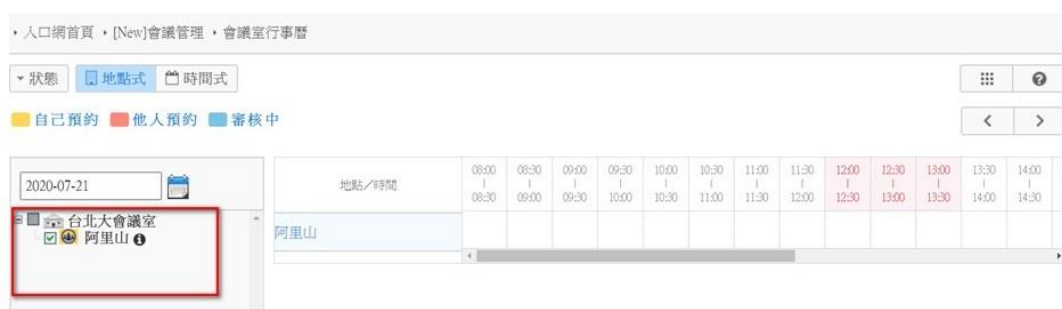 人口網首頁 ▸ [New]會議管理 ▸ 會議室行事曆
狀態 地點式 時間式
自己預約 他人預約 審核中
2020-07-21
台北大會議室
阿里山
地點／時間
08:00 | 08:30
08:30 | 09:00
09:00 | 09:30
09:30 | 10:00
10:00 | 10:30
10:30 | 11:00
11:00 | 11:30
11:30 | 12:00
12:00 | 12:30
12:30 | 13:00
13:00 | 13:30
13:30 | 14:00
14:00 | 14:30
阿里山